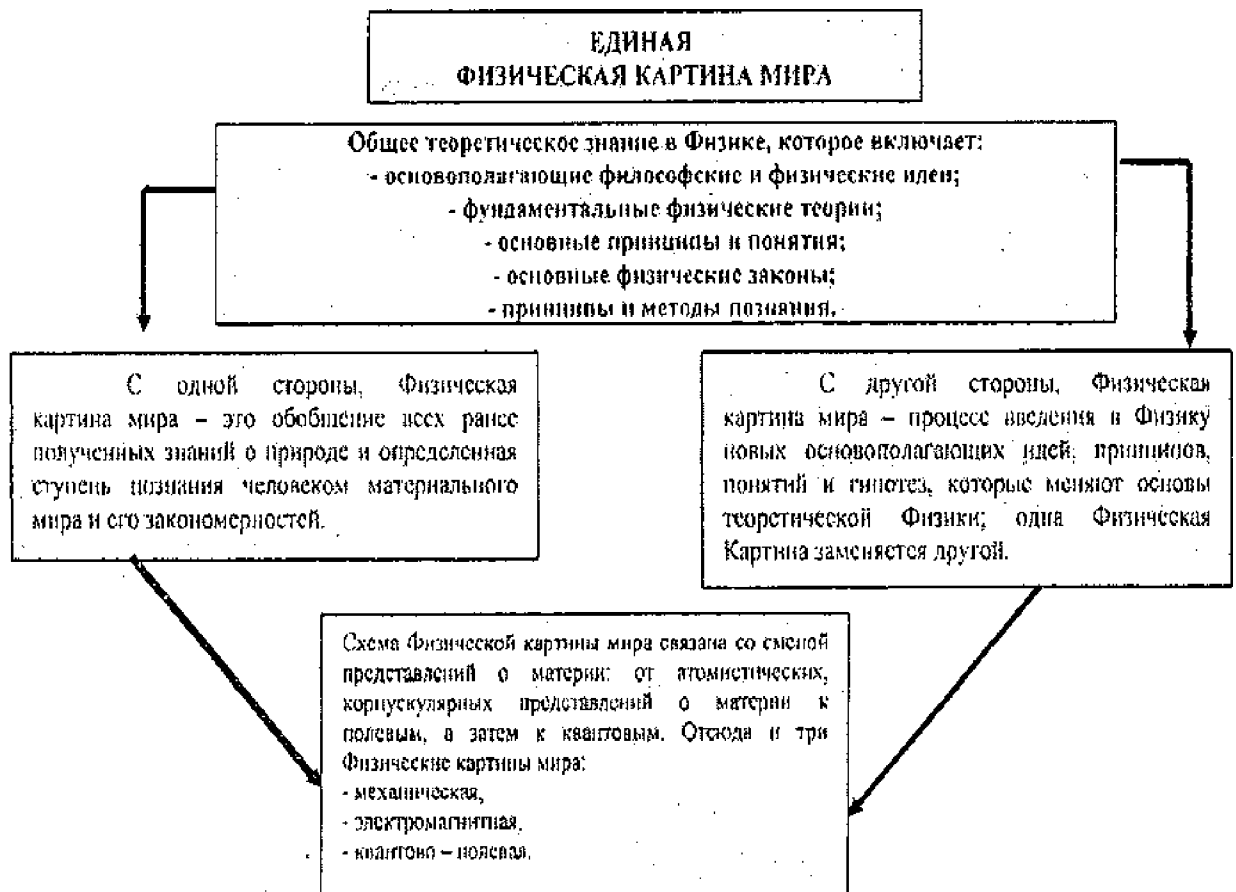 ЕДИНАЯ
ФИЗИЧЕСКАЯ КАРТИНА МИРА
Общее теоретическое знание в Физике, которое включает:
- основополагающие философские и физические идеи;
- фундаментальные физические теории;
- основные принципы и понятия;
- основные физические законы;
- принципы и методы познания.
С одной стороны, Физическая
картина мира – это обобщение всех ранее
полученных знаний о природе и определенная
ступень познания человеком материального
мира и его закономерностей.
С другой стороны, Физическая
картина мира – процесс введения в Физику
новых основополагающих идей, принципов,
понятий и гипотез, которые меняют основы
теоретической Физики; одна Физическая
Картина заменяется другой.
Схема Физической картины мира связана со сменой
представлений о материи: от атомистических,
корпускулярных представлений о материи к
полевым, а затем к квантовым. Отсюда и три
Физические картины мира:
- механическая,
- электромагнитная,
- квантово – полевая.